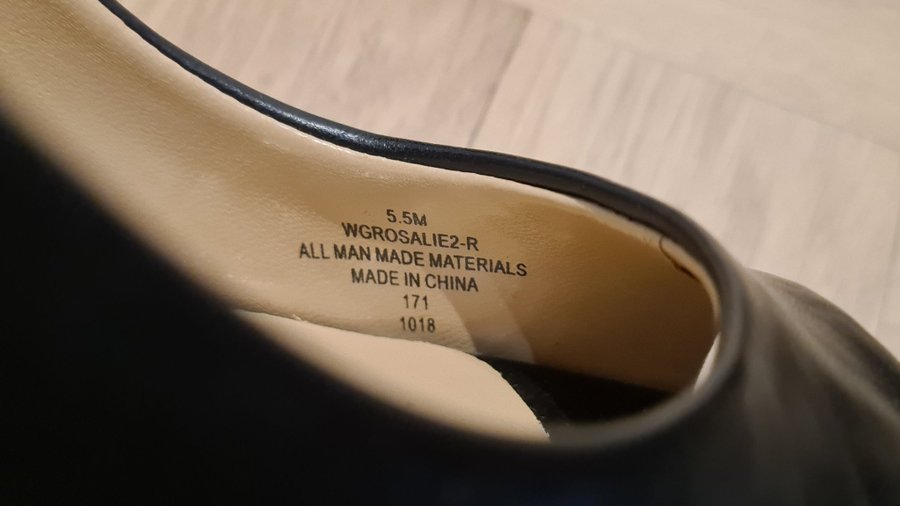 5.5M
WGROSALIE2-R
ALL MAN MADE MATERIALS
MADE IN CHINA
171
1018